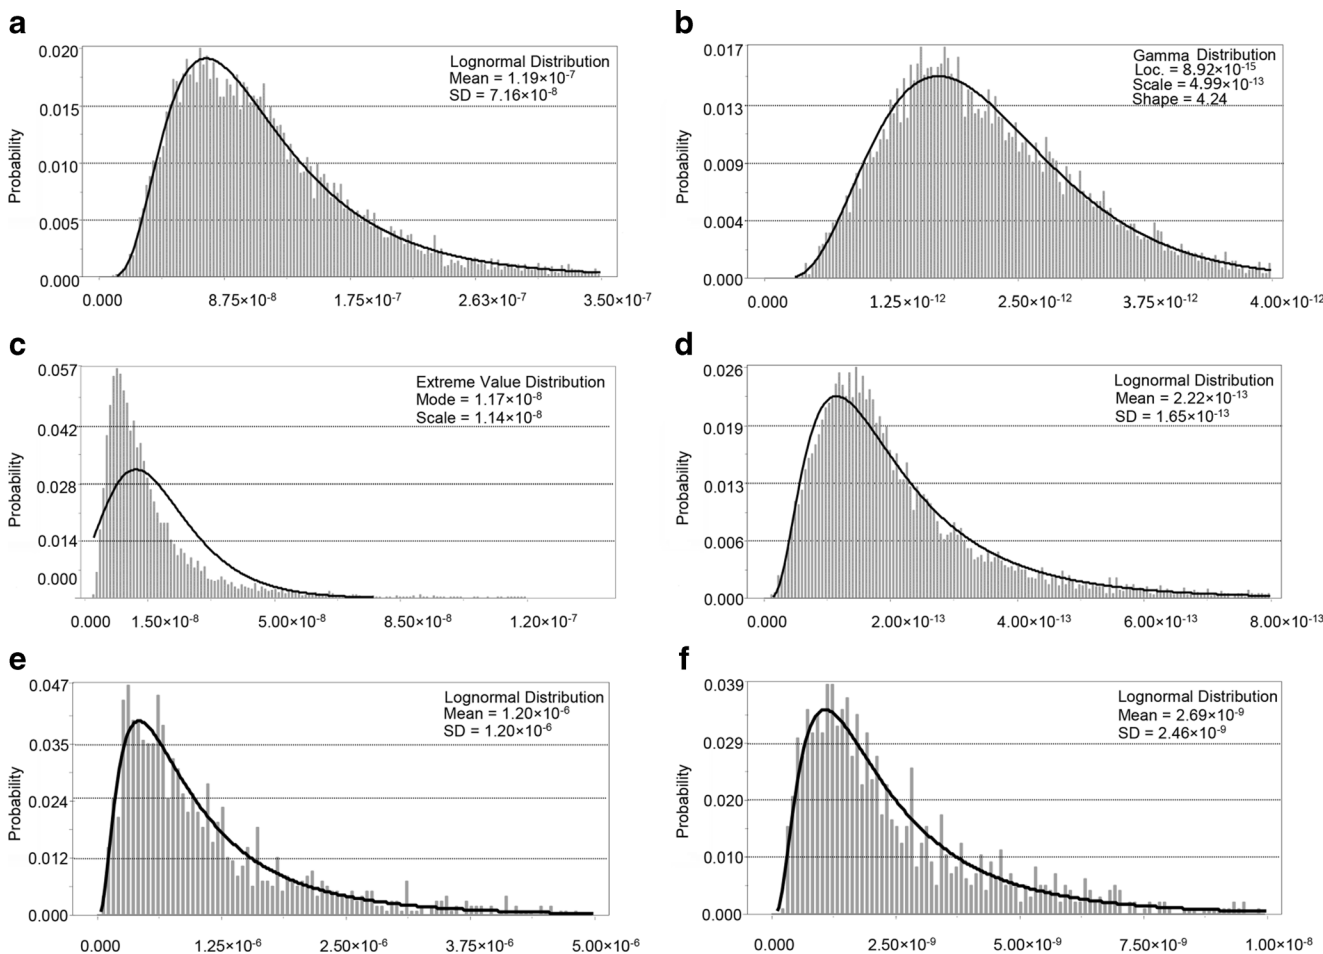 a
Lognormal Distribution
Mean = 1.19×10⁻⁷
SD = 7.16×10⁻⁸
Probability
0.020
0.015
0.010
0.005
0.000
0.000 8.75×10⁻⁸ 1.75×10⁻⁷ 2.63×10⁻⁷ 3.50×10⁻⁷
b
Gamma Distribution
Loc. = 8.92×10⁻¹⁵
Scale = 4.99×10⁻¹³
Shape = 4.24
Probability
0.017
0.013
0.009
0.004
0.000
0.000 1.25×10⁻¹² 2.50×10⁻¹² 3.75×10⁻¹² 4.00×10⁻¹²
c
Extreme Value Distribution
Mode = 1.17×10⁻⁸
Scale = 1.14×10⁻⁸
Probability
0.057
0.042
0.028
0.014
0.000
0.000 1.50×10⁻⁸ 5.00×10⁻⁸ 8.50×10⁻⁸ 1.20×10⁻⁷
d
Lognormal Distribution
Mean = 2.22×10⁻¹³
SD = 1.65×10⁻¹³
Probability
0.026
0.019
0.013
0.006
0.000
0.000 2.00×10⁻¹³ 4.00×10⁻¹³ 6.00×10⁻¹³ 8.00×10⁻¹³
e
Lognormal Distribution
Mean = 1.20×10⁻⁶
SD = 1.20×10⁻⁶
Probability
0.047
0.035
0.024
0.012
0.000
0.000 1.25×10⁻⁶ 2.50×10⁻⁶ 3.75×10⁻⁶ 5.00×10⁻⁶
f
Lognormal Distribution
Mean = 2.69×10⁻⁹
SD = 2.46×10⁻⁹
Probability
0.039
0.029
0.020
0.010
0.000
0.000 2.50×10⁻⁹ 5.00×10⁻⁹ 7.50×10⁻⁹ 1.00×10⁻⁸